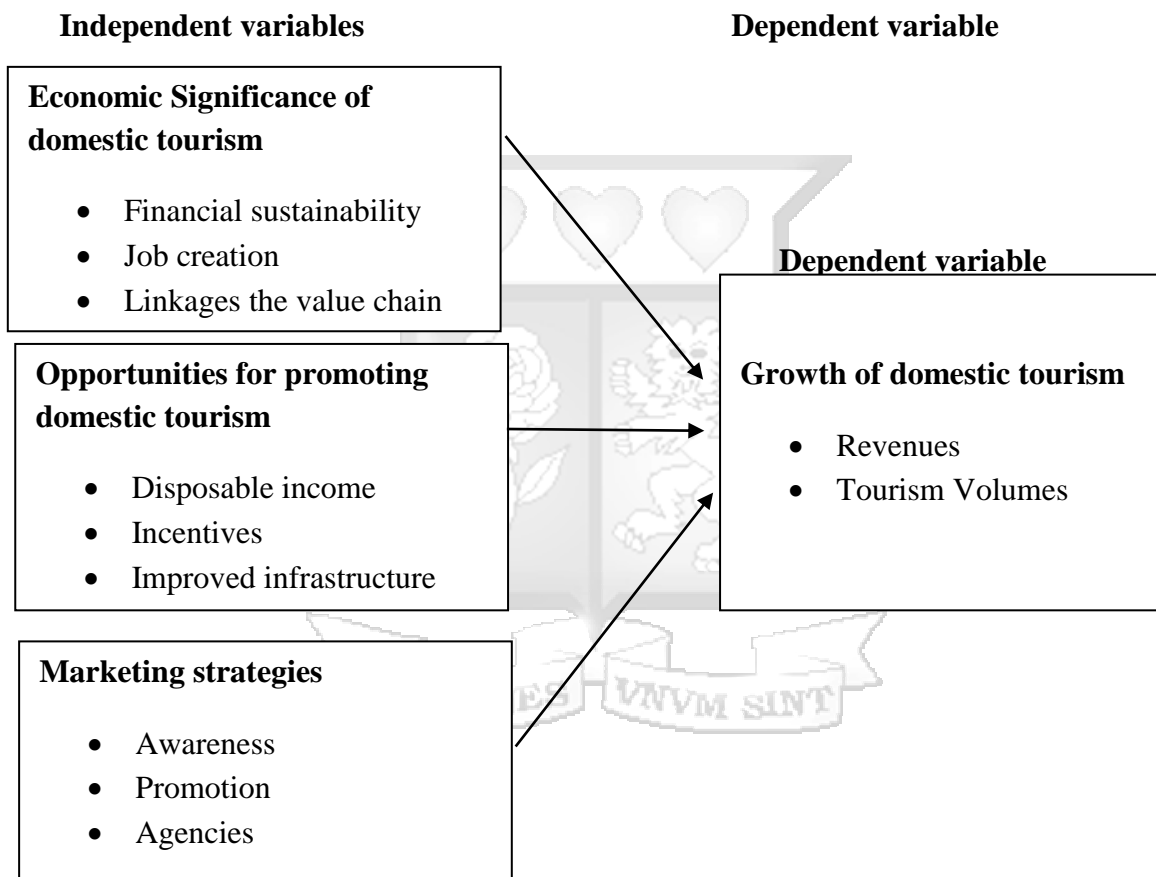 Independent variables
Dependent variable
Economic Significance of
domestic tourism
• Financial sustainability
• Job creation
• Linkages the value chain
Opportunities for promoting
domestic tourism
• Disposable income
• Incentives
• Improved infrastructure
Marketing strategies
• Awareness
• Promotion
• Agencies
Dependent variable
Growth of domestic tourism
• Revenues
• Tourism Volumes
VNVM SINT